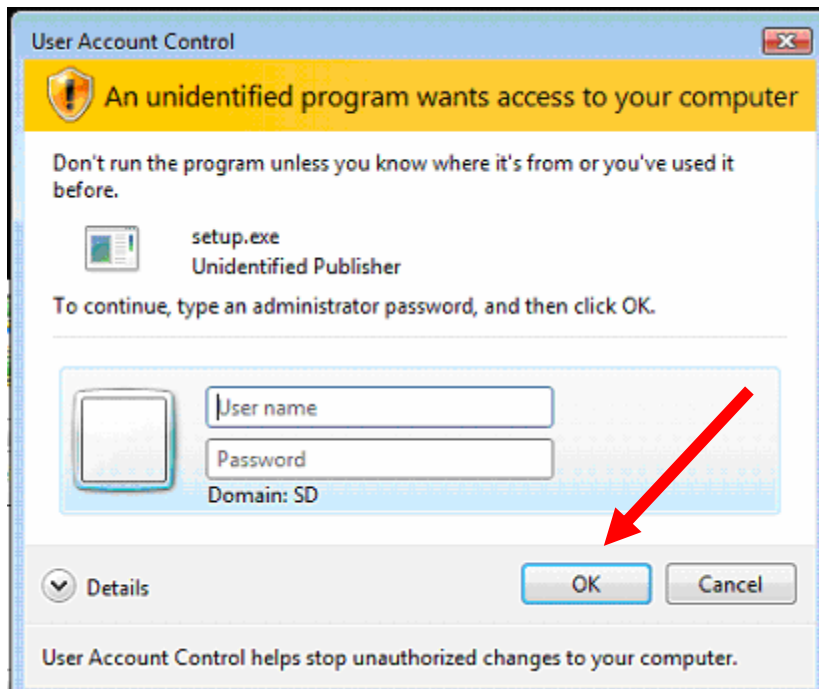 User Account Control
An unidentified program wants access to your computer
Don't run the program unless you know where it's from or you've used it
before.
setup.exe
Unidentified Publisher
To continue, type an administrator password, and then click OK.
User name
Password
Domain: SD
Details
OK
Cancel
User Account Control helps stop unauthorized changes to your computer.